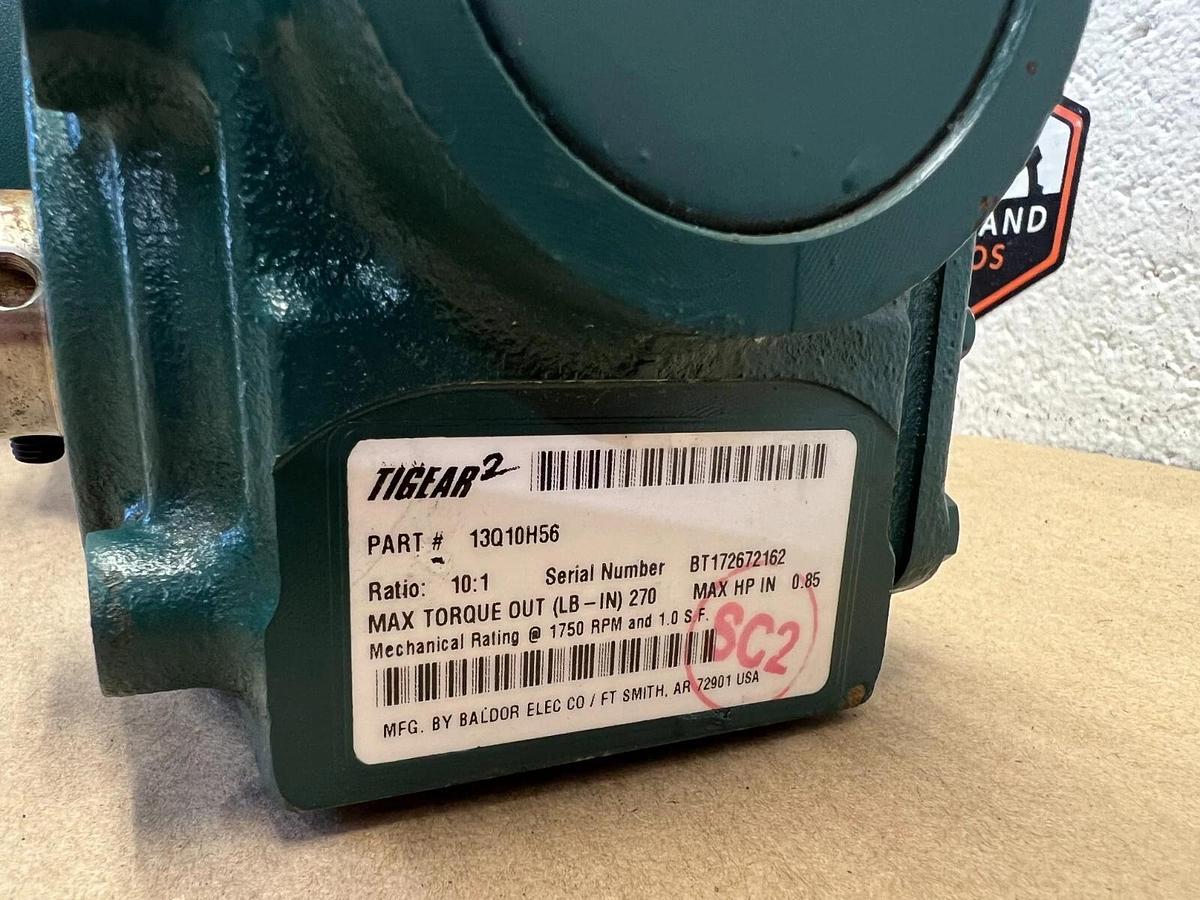 AND
OS
TIGEAR2
PART # 13Q10H56
Ratio: 10:1 Serial Number BT172672162
MAX TORQUE OUT (LB-IN) 270 MAX HP IN 0.85
Mechanical Rating @ 1750 RPM and 1.0 S.F.
SC2
MFG. BY BALDOR ELEC CO / FT SMITH, AR 72901 USA